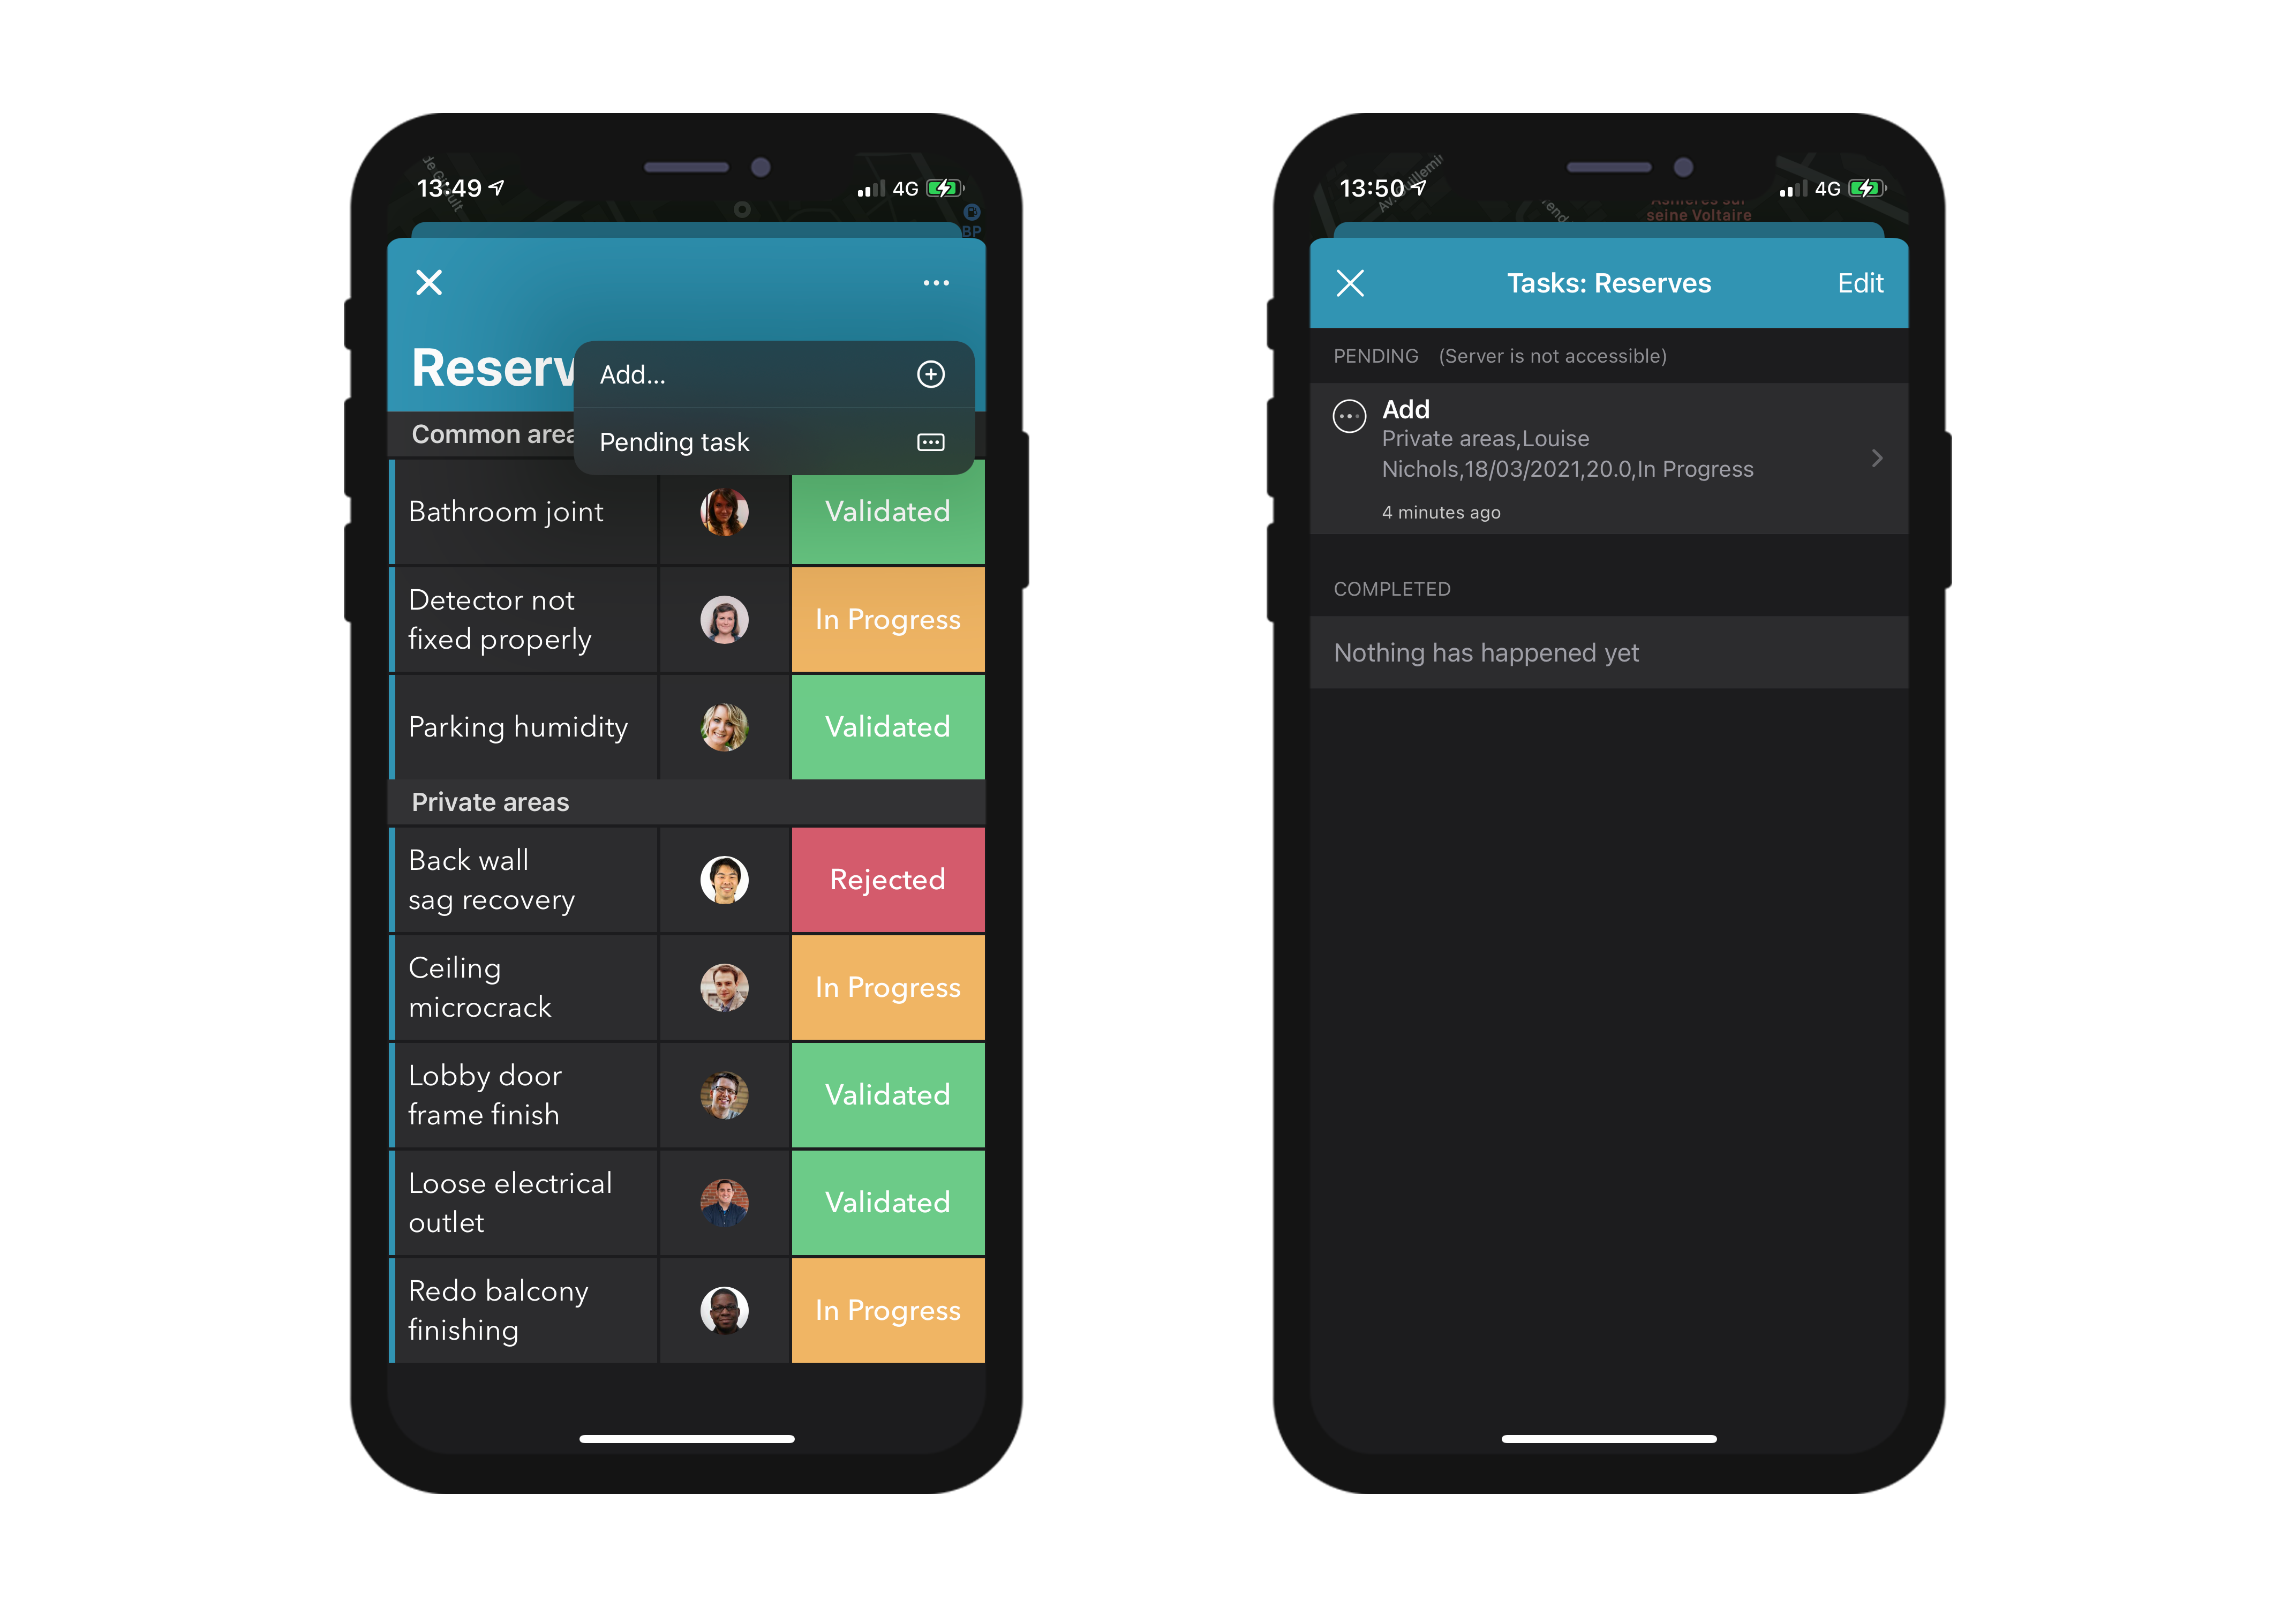 de Gault
13:49
4G
BP
Reserv
Add...
Pending task
Common area
Bathroom joint
Validated
Detector not
fixed properly
In Progress
Parking humidity
Validated
Private areas
Back wall
sag recovery
Rejected
Ceiling
microcrack
In Progress
Lobby door
frame finish
Validated
Loose electrical
outlet
Validated
Redo balcony
finishing
In Progress
13:50
4G
seine Voltaire
Tasks: Reserves
Edit
PENDING (Server is not accessible)
Add
Private areas,Louise
Nichols,18/03/2021,20.0,In Progress
4 minutes ago
COMPLETED
Nothing has happened yet